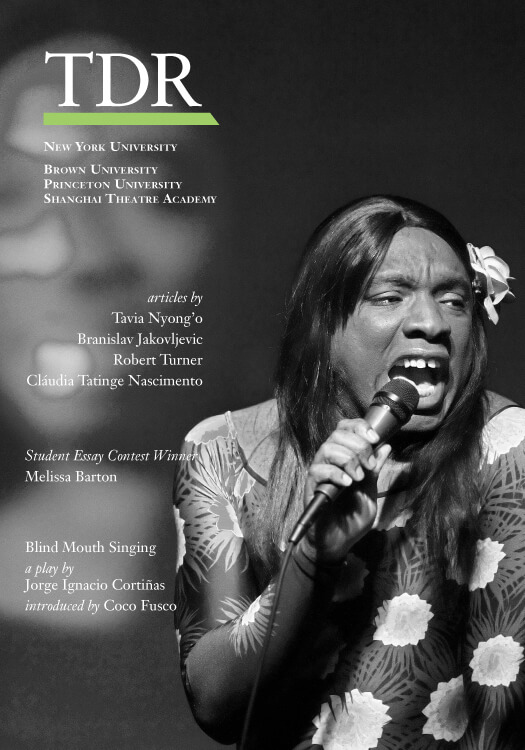 TDR
New York University
Brown University
Princeton University
Shanghai Theatre Academy
articles by
Tavia Nyong'o
Branislav Jakovljevic
Robert Turner
Cláudia Tatinge Nascimento
Student Essay Contest Winner
Melissa Barton
Blind Mouth Singing
a play by
Jorge Ignacio Cortiñas
introduced by Coco Fusco